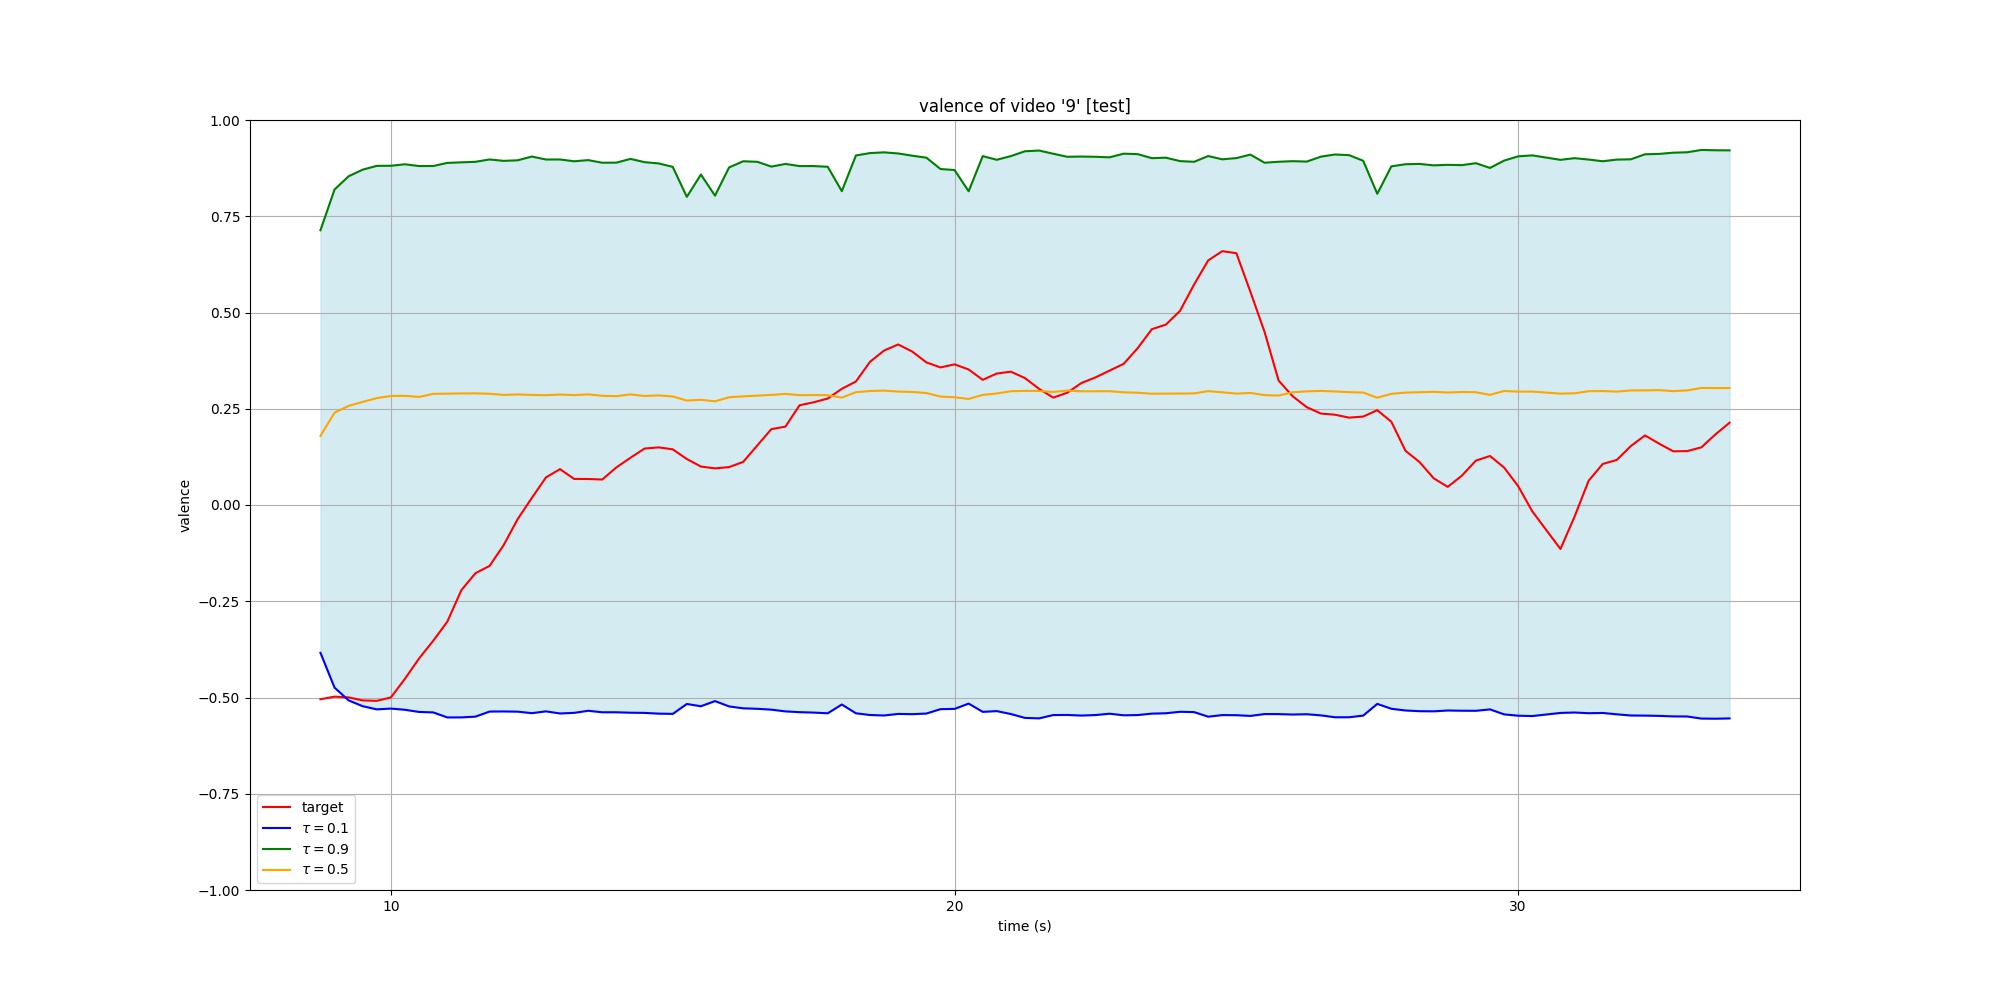 valence of video '9' [test]
1.00
0.75
0.50
0.25
0.00
−0.25
−0.50
−0.75
−1.00
valence
target
τ = 0.1
τ = 0.9
τ = 0.5
10 20 30
time (s)